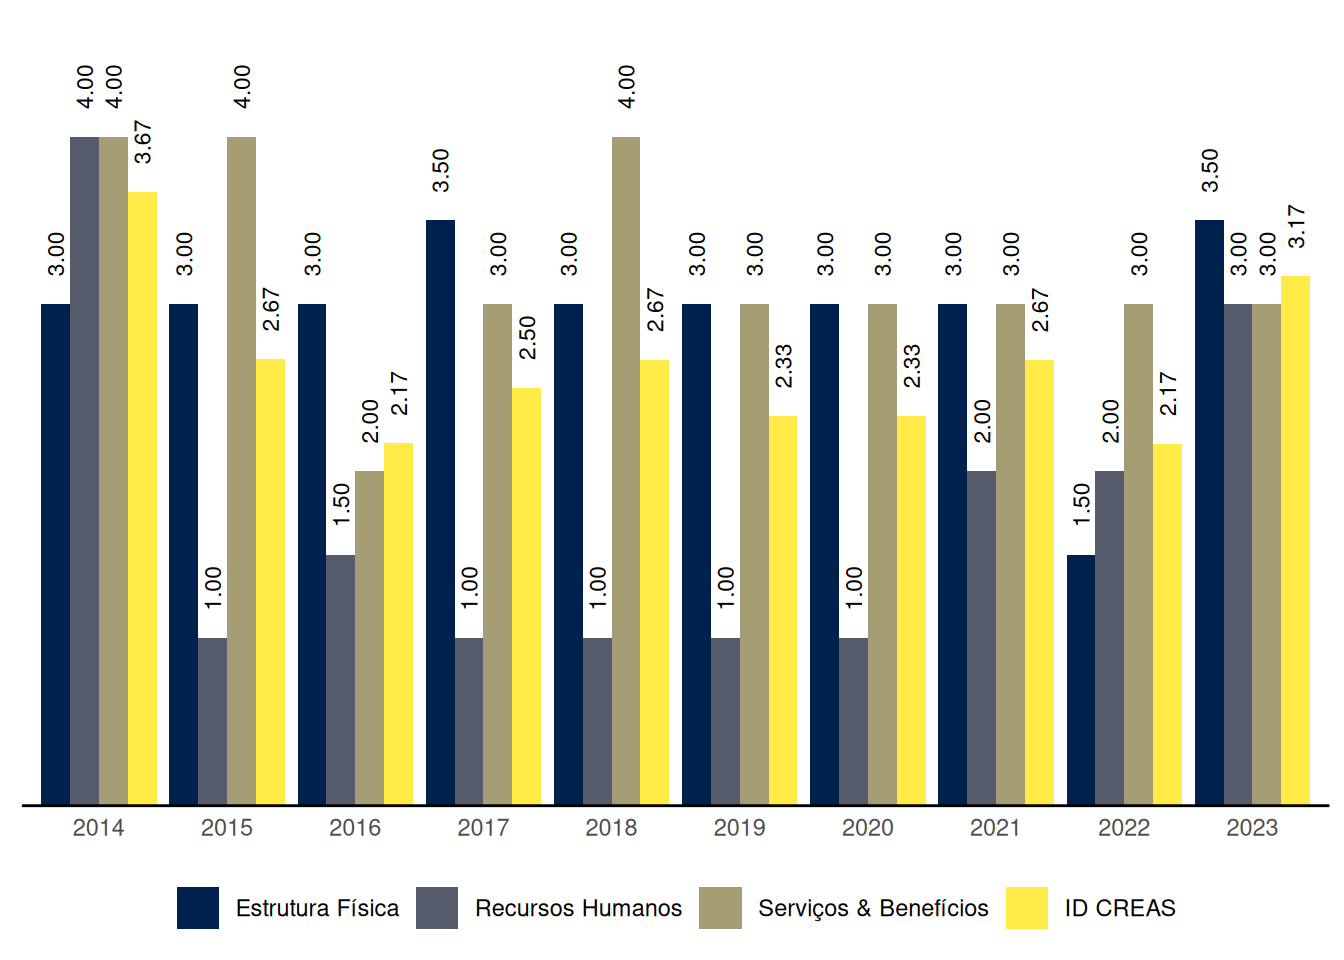 4.00 4.00 4.00 4.00
3.67 3.50 3.50
3.00 3.00 3.00 3.00 3.00 3.00 3.00 3.00 3.00 3.00 3.00 3.00 3.00 3.00 3.17
2.67 2.50 2.67 2.67
2.17 2.33 2.33 2.17
2.00 2.00 2.00
1.50 1.50
1.00 1.00 1.00 1.00 1.00
2014 2015 2016 2017 2018 2019 2020 2021 2022 2023
Estrutura Física Recursos Humanos Serviços & Benefícios ID CREAS